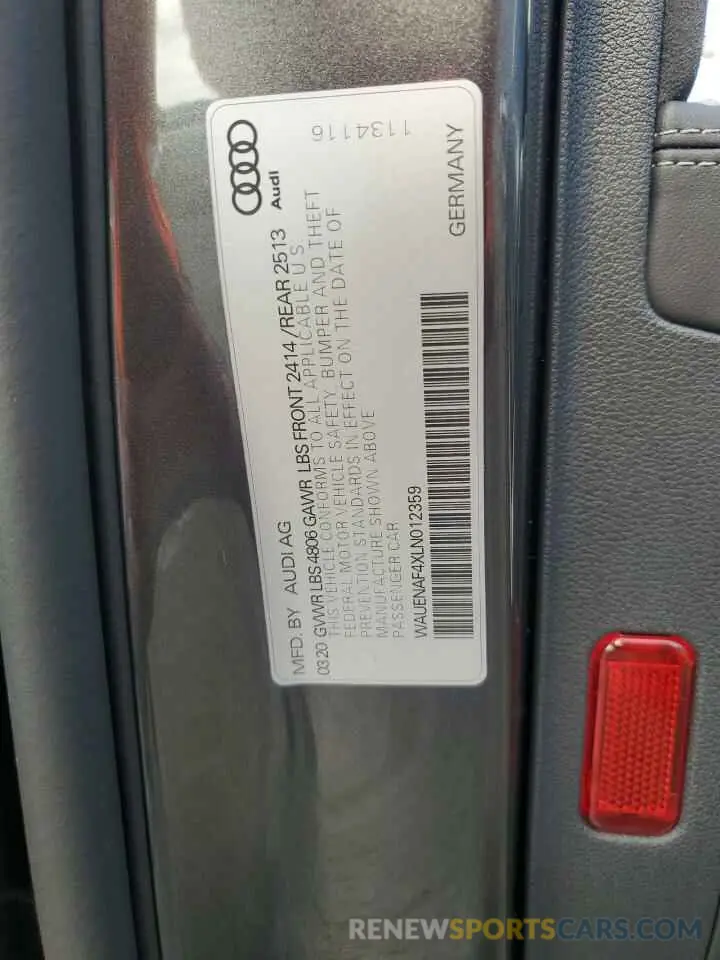 1134116
Audi
GERMANY
MFD. BY AUDI AG
0320 GVWR LBS 4806 GAWR LBS FRONT 2414 /REAR 2513
THIS VEHICLE CONFORMS TO ALL APPLICABLE U S
FEDERAL MOTOR VEHICLE SAFETY, BUMPER AND THEFT
PREVENTION STANDARDS IN EFFECT ON THE DATE OF
MANUFACTURE SHOWN ABOVE
PASSENGER CAR
WAUENAF4XLN012359
RENEWSPORTSCARS.COM